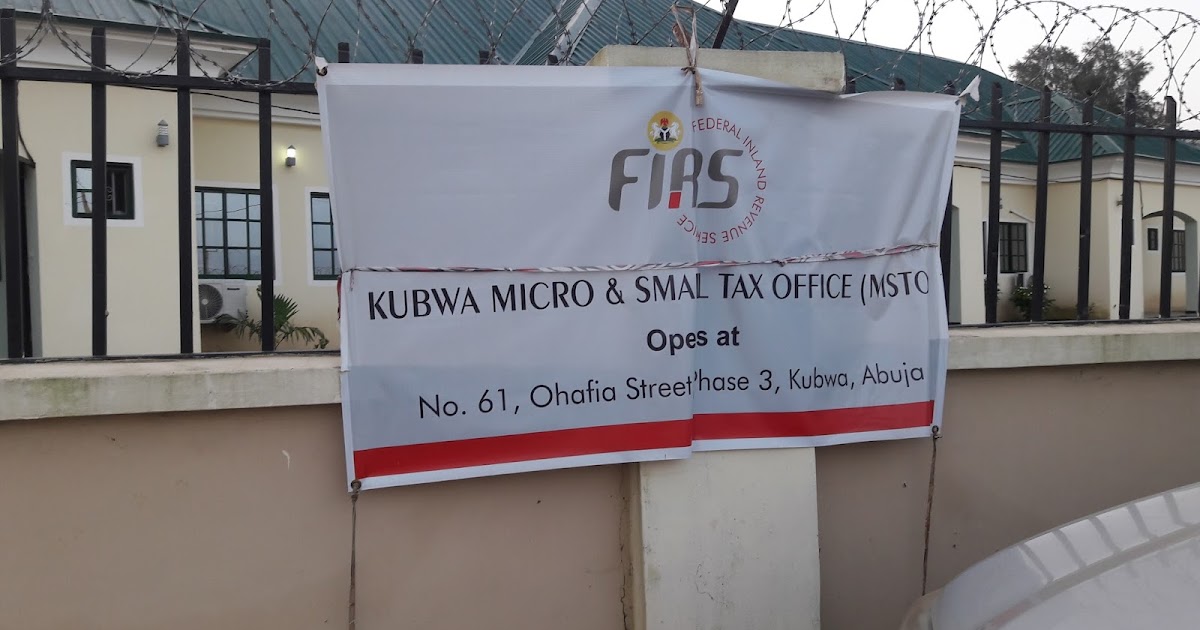 FIRS
FEDERAL INLAND REVENUE SERVICE
KUBWA MICRO & SMAL TAX OFFICE (MSTO
Opes at
No. 61, Ohafia Street Phase 3, Kubwa, Abuja